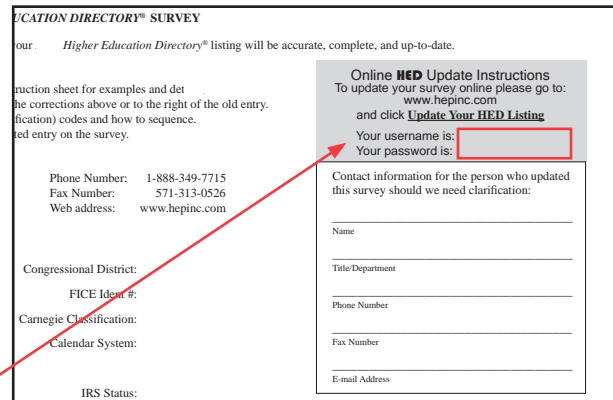 UCATION DIRECTORY® SURVEY
our Higher Education Directory® listing will be accurate, complete, and up-to-date.
ruction sheet for examples and det
he corrections above or to the right of the old entry.
fication) codes and how to sequence.
ted entry on the survey.
Phone Number: 1-888-349-7715
Fax Number: 571-313-0526
Web address: www.hepinc.com
Congressional District:
FICE Ident #:
Carnegie Classification:
Calendar System:
IRS Status:
Online HED Update Instructions
To update your survey online please go to:
www.hepinc.com
and click Update Your HED Listing
Your username is:
Your password is:
Contact information for the person who updated
this survey should we need clarification:
Name
Title/Department
Phone Number
Fax Number
E-mail Address